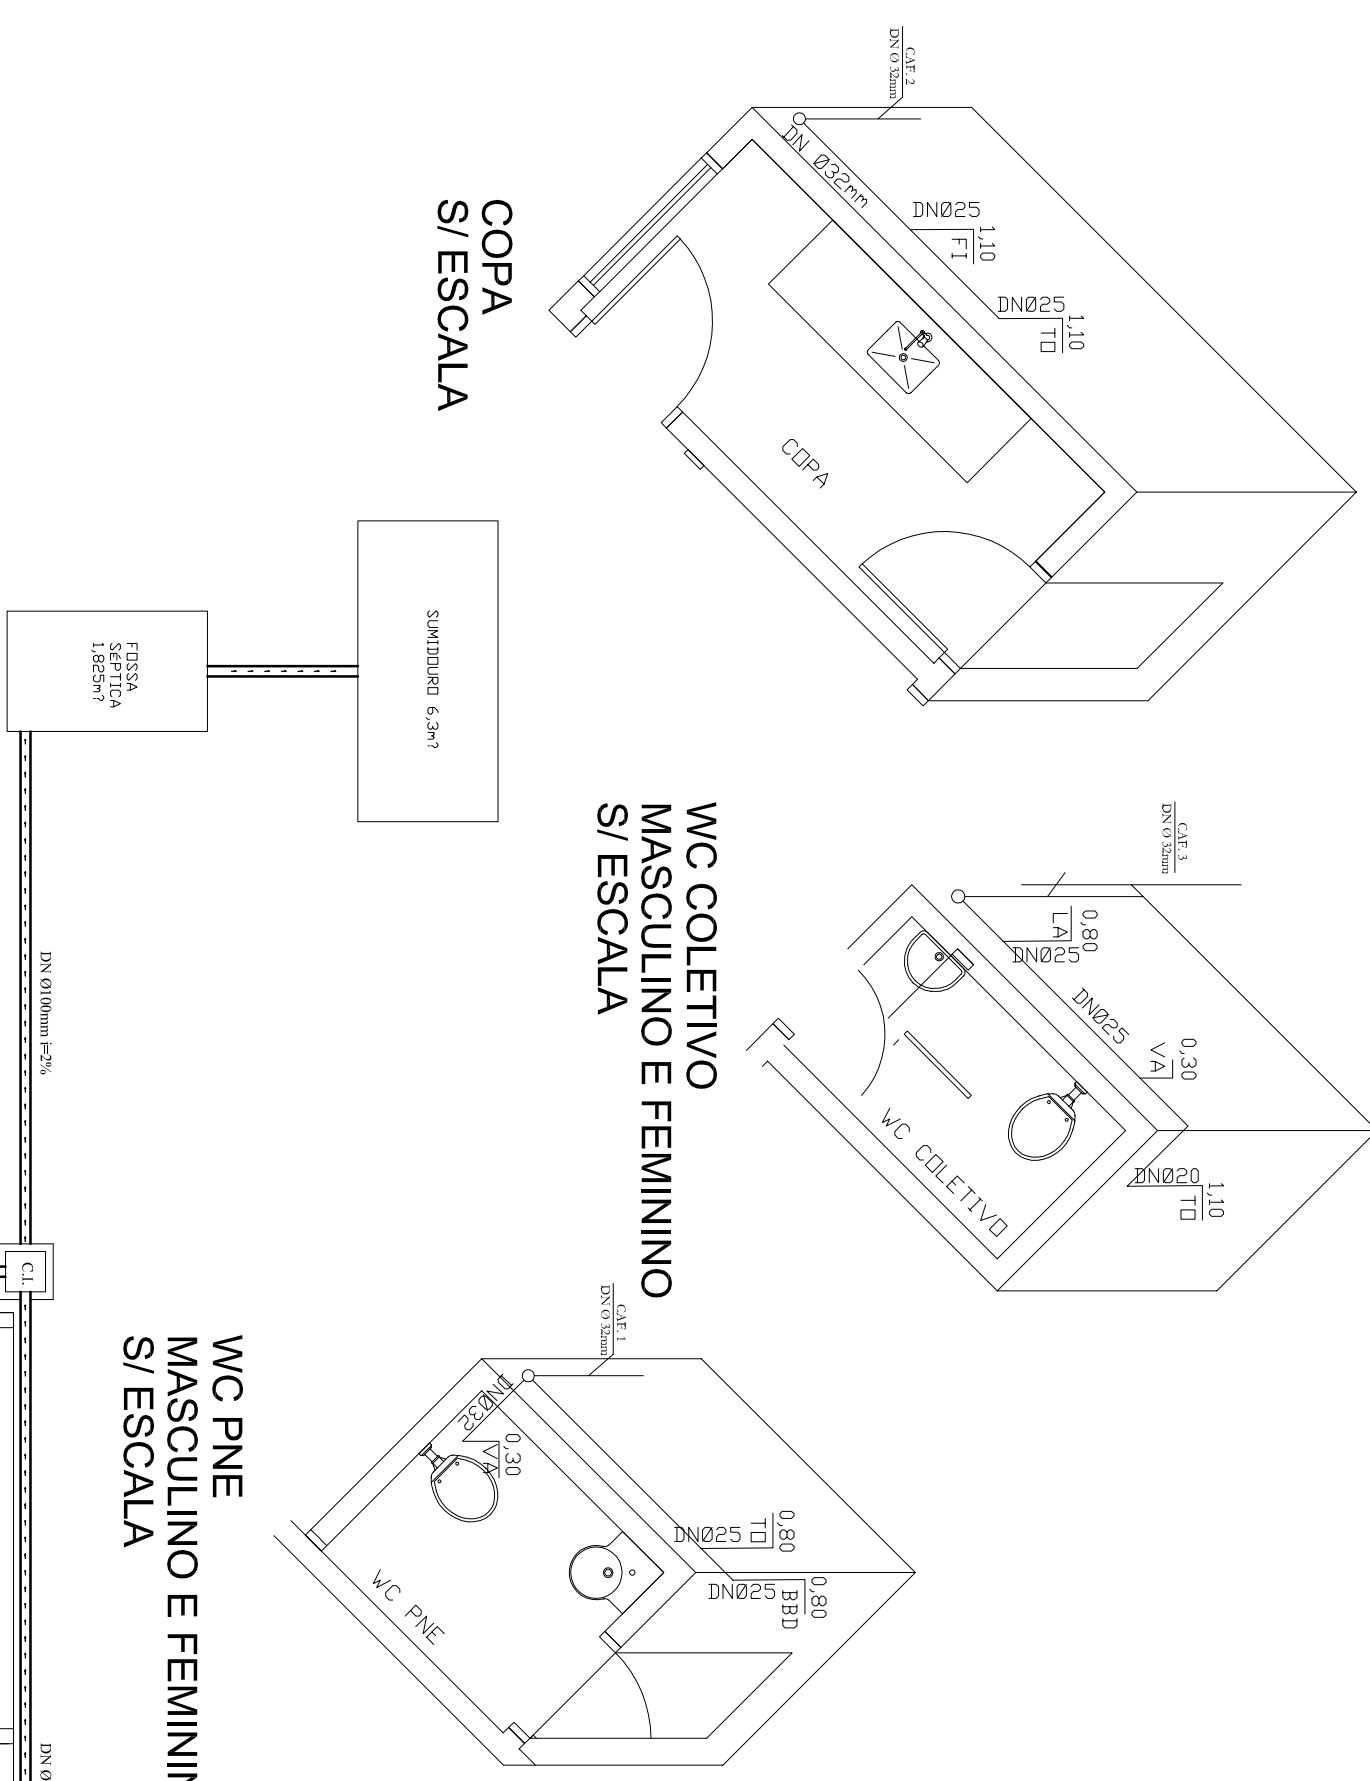 CAF. 2
DN Ø 32mm
DN Ø32mm
DNØ25
1,10
FI
DNØ25
1,10
TO
COPA
COPA
S/ ESCALA
SUMIDOURO 6,3m?
FOSSA
SÉPTICA
1,825m?
CAF. 3
DN Ø 32mm
0,80
LA
DNØ25
DNØ25
0,30
VA
DNØ20
1,10
TO
WC COLETIVO
WC COLETIVO
MASCULINO E FEMININO
S/ ESCALA
DN Ø100mm i=2%
C.I.
CAF. 1
DN Ø 32mm
DNØ32
0,30
VA
0,80
TO
DNØ25
0,80
BBD
DNØ25
WC PNE
WC PNE
MASCULINO E FEMININ
S/ ESCALA
DN Ø